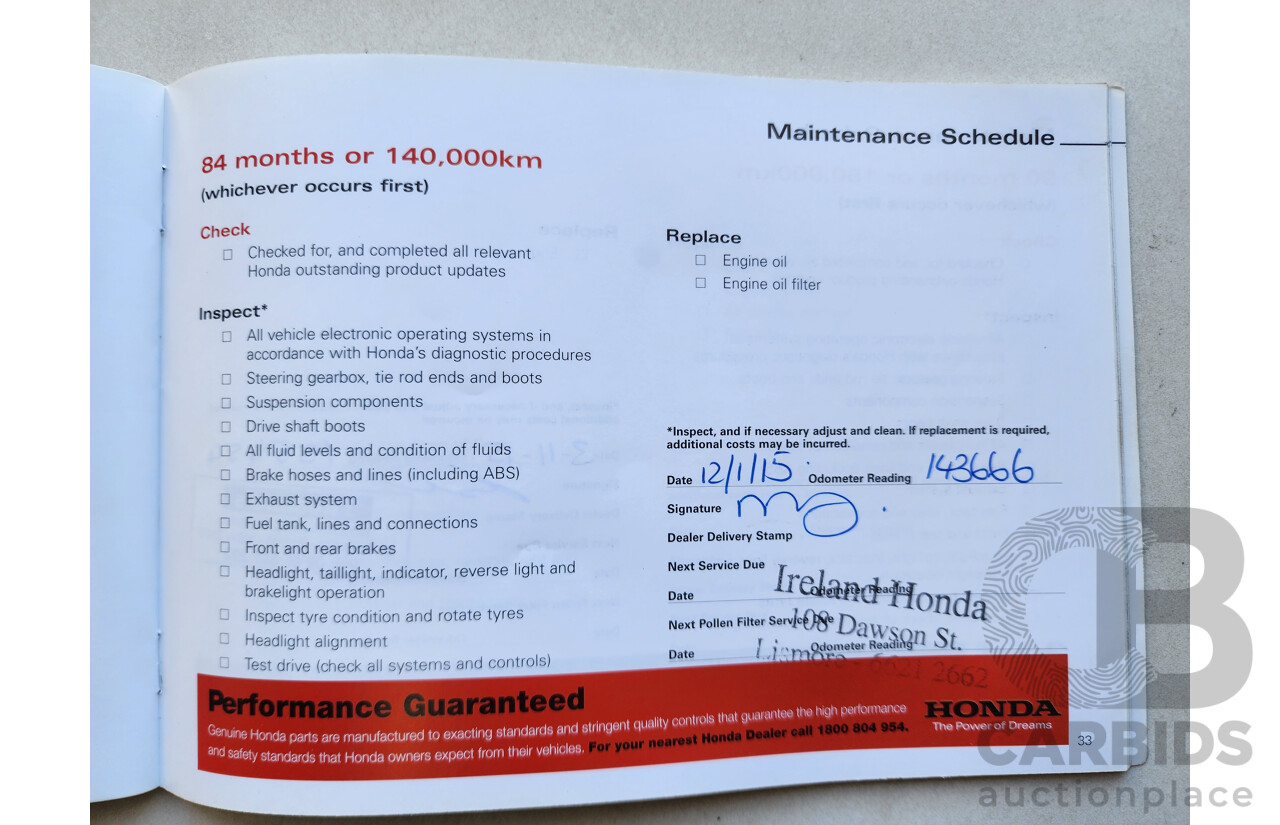 Maintenance Schedule
84 months or 140,000km
(whichever occurs first)
Check
Checked for, and completed all relevant
Honda outstanding product updates
Inspect*
All vehicle electronic operating systems in
accordance with Honda's diagnostic procedures
Steering gearbox, tie rod ends and boots
Suspension components
Drive shaft boots
All fluid levels and condition of fluids
Brake hoses and lines (including ABS)
Exhaust system
Fuel tank, lines and connections
Front and rear brakes
Headlight, taillight, indicator, reverse light and
brakelight operation
Inspect tyre condition and rotate tyres
Headlight alignment
Test drive (check all systems and controls)
Replace
Engine oil
Engine oil filter
*Inspect, and if necessary adjust and clean. If replacement is required,
additional costs may be incurred.
Date 12/1/15 Odometer Reading 143666
Signature
Dealer Delivery Stamp
Next Service Due
Date Odometer Reading
Next Pollen Filter Service Due
Date Odometer Reading
Ireland Honda
108 Dawson St.
Lismore 6621 2662
Performance Guaranteed
Genuine Honda parts are manufactured to exacting standards and stringent quality controls that guarantee the high performance
and safety standards that Honda owners expect from their vehicles. For your nearest Honda Dealer call 1800 804 954.
HONDA
The Power of Dreams
33
CARBIDS
auctionplace